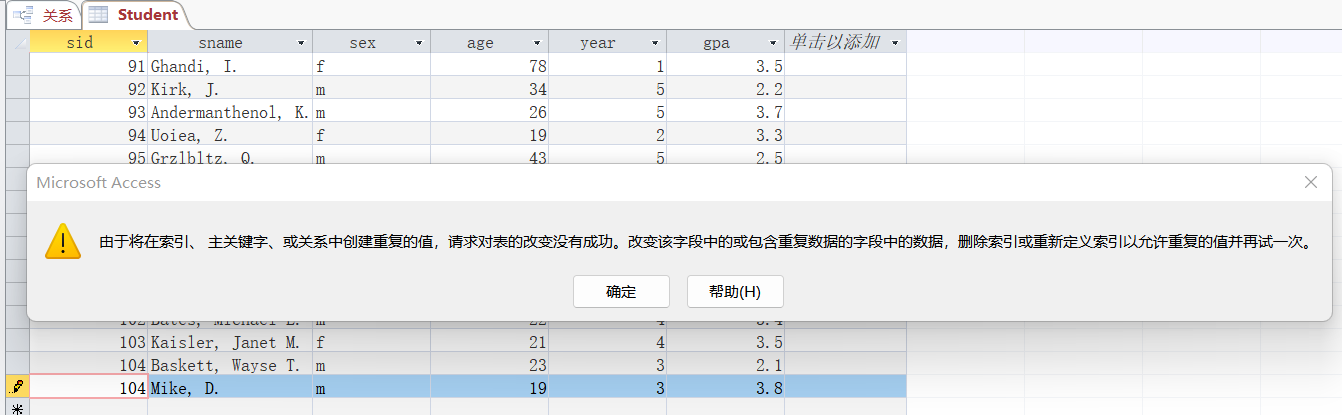 关系 Student
sid sname sex age year gpa 单击以添加
91 Ghandi, I. f 78 1 3.5
92 Kirk, J. m 34 5 2.2
93 Andermanthenol, K. m 26 5 3.7
94 Uoiea, Z. f 19 2 3.3
95 Grzlbltz, Q. m 43 5 2.5
Microsoft Access
由于将在索引、 主关键字、或关系中创建重复的值，请求对表的改变没有成功。改变该字段中的或包含重复数据的字段中的数据，删除索引或重新定义索引以允许重复的值并再试一次。
确定 帮助(H)
102 Bates, Michael L. m 22 4 3.4
103 Kaisler, Janet M. f 21 4 3.5
104 Baskett, Wayse T. m 23 3 2.1
104 Mike, D. m 19 3 3.8